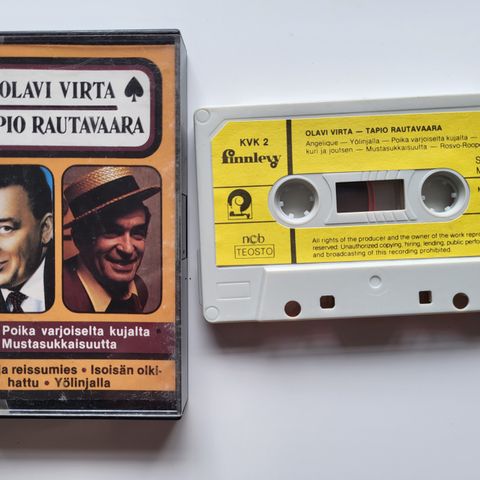 OLAVI VIRTA
PIO RAUTAVAARA
Poika varjoiselta kujalta •
Mustasukkaisuutta
ja reissumies • Isoisän olki-
hattu • Yölinjalla
KVK 2
finnlevy
OLAVI VIRTA — TAPIO RAUTAVAARA
Angelique — Yölinjalla — Poika varjoiselta kujalta —
kuri ja joutsen — Mustasukkaisuutta — Rosvo-Roope
ncb
TEOSTO
All rights of the producer and the owner of the work repro
reserved. Unauthorized copying, hiring, lending, public perfor
and broadcasting of this recording prohibited.